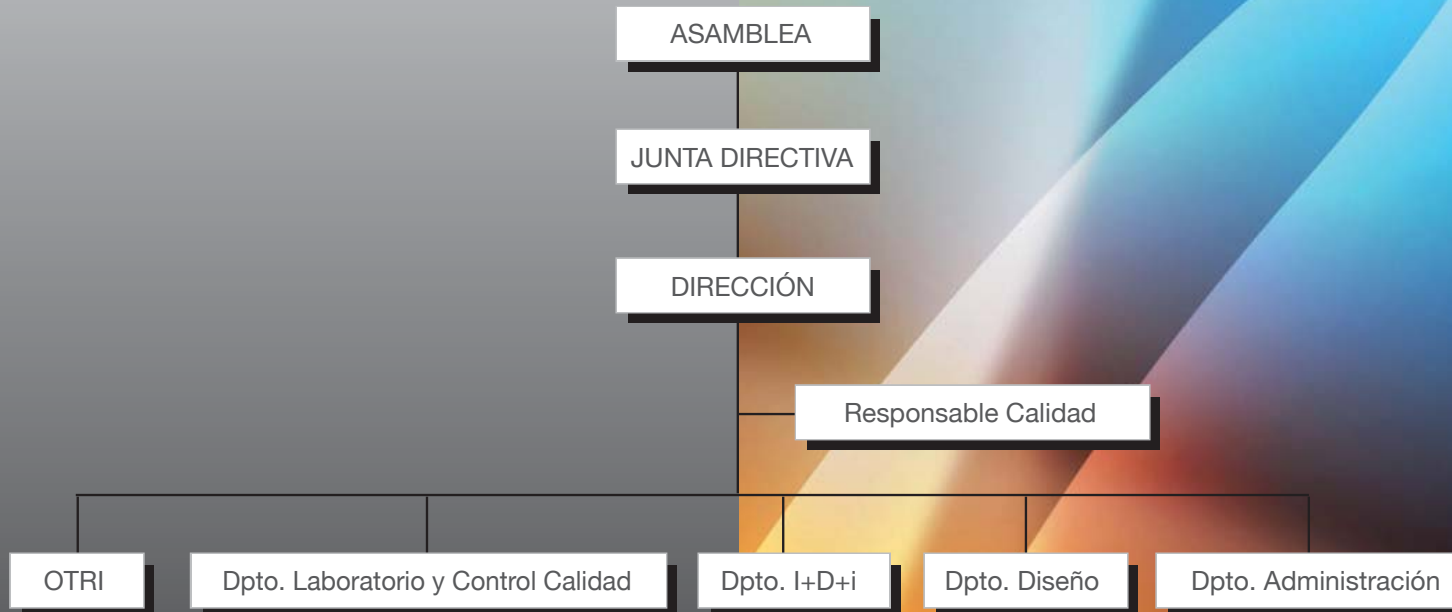 ASAMBLEA
JUNTA DIRECTIVA
DIRECCIÓN
Responsable Calidad
OTRI
Dpto. Laboratorio y Control Calidad
Dpto. I+D+i
Dpto. Diseño
Dpto. Administración